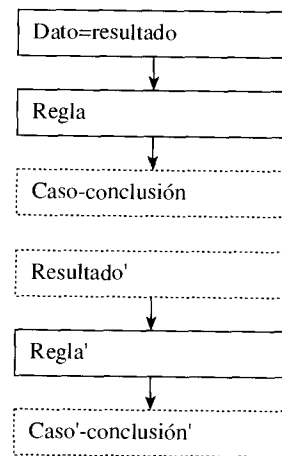 Dato=resultado
Regla
Caso-conclusión
Resultado'
Regla'
Caso'-conclusión'